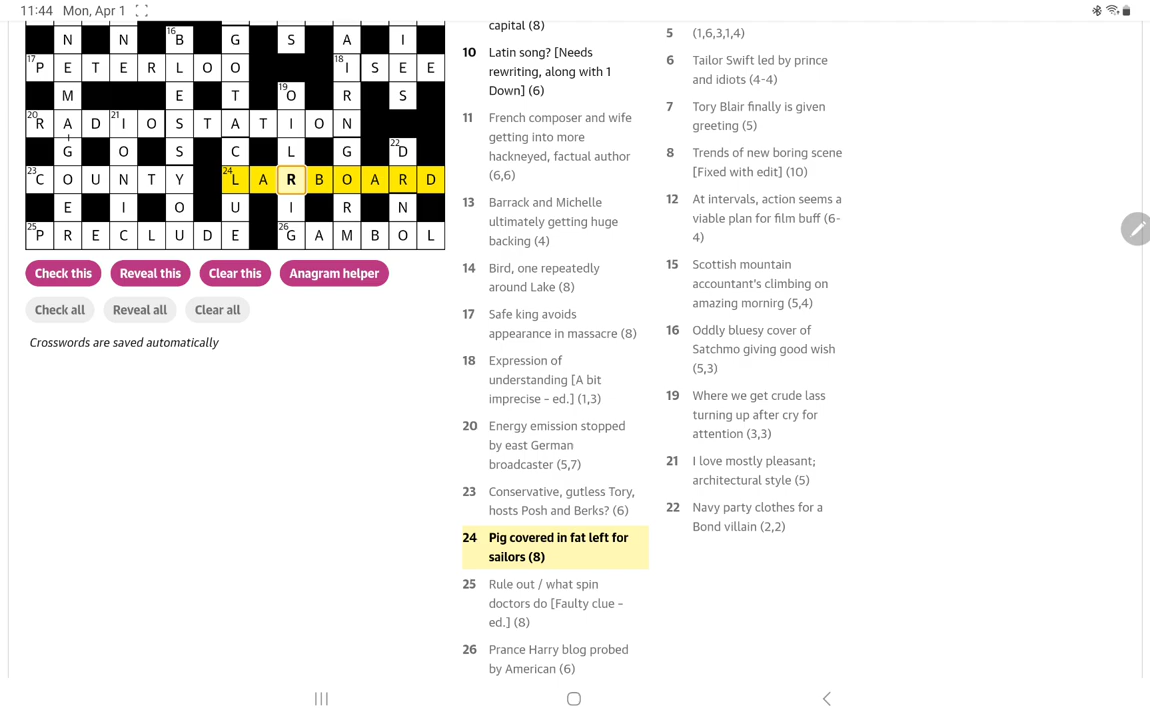 11:44 Mon, Apr 1
N N 16 B G S A I
17 P E T E R L O O 18 I S E E
M E T 19 O R S
20 R A D 21 I O S T A T I O N
G O S C L G 22 D
23 C O U N T Y 24 L A R B O A R D
E I O U I R N
25 P R E C L U D E 26 G A M B O L
Check this Reveal this Clear this Anagram helper
Check all Reveal all Clear all
Crosswords are saved automatically
capital (8)
10 Latin song? [Needs
rewriting, along with 1
Down] (6)
11 French composer and wife
getting into more
hackneyed, factual author
(6,6)
13 Barrack and Michelle
ultimately getting huge
backing (4)
14 Bird, one repeatedly
around Lake (8)
17 Safe king avoids
appearance in massacre (8)
18 Expression of
understanding [A bit
imprecise – ed.] (1,3)
20 Energy emission stopped
by east German
broadcaster (5,7)
23 Conservative, gutless Tory,
hosts Posh and Berks? (6)
24 Pig covered in fat left for
sailors (8)
25 Rule out / what spin
doctors do [Faulty clue –
ed.] (8)
26 Prance Harry blog probed
by American (6)
5 (1,6,3,1,4)
6 Tailor Swift led by prince
and idiots (4-4)
7 Tory Blair finally is given
greeting (5)
8 Trends of new boring scene
[Fixed with edit] (10)
12 At intervals, action seems a
viable plan for film buff (6-
4)
15 Scottish mountain
accountant's climbing on
amazing mornirg (5,4)
16 Oddly bluesy cover of
Satchmo giving good wish
(5,3)
19 Where we get crude lass
turning up after cry for
attention (3,3)
21 I love mostly pleasant;
architectural style (5)
22 Navy party clothes for a
Bond villain (2,2)